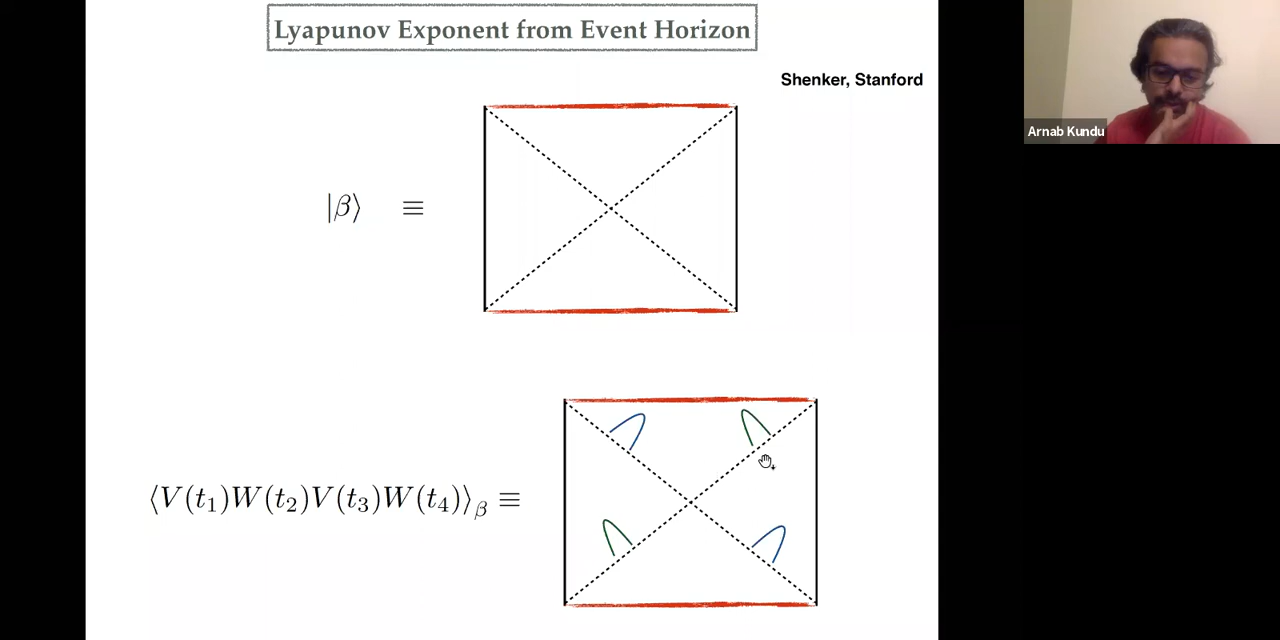 Lyapunov Exponent from Event Horizon
Shenker, Stanford
Arnab Kundu
|β⟩ ≡
⟨V(t₁)W(t₂)V(t₃)W(t₄)⟩β ≡